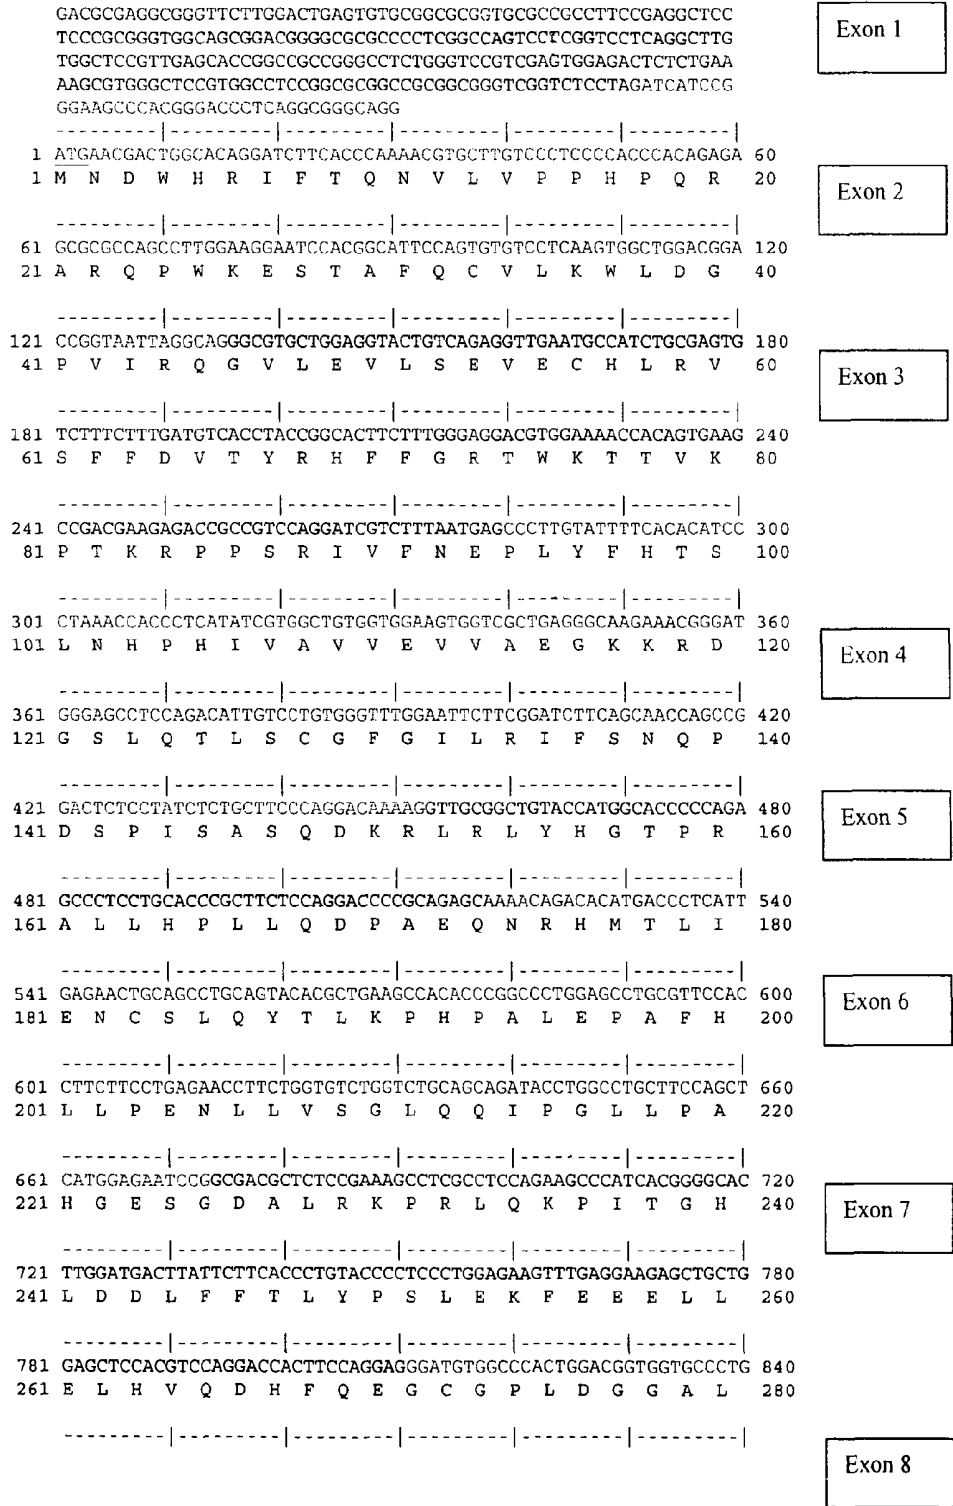 GACGCGAGGCGGGTTCTTGGACTGAGTGTGCGGCGCGGTGCGCCGCCTTCCGAGGCTCC
Exon 1
TCCCGCGGGTGGCAGCGGACGGGGCGCGCCCCTCGGCCAGTCCTCGGTCCTCAGGCTTG
TGGCTCCGTTGAGCACCGGCCGCCGGGCCTCTGGGTCCGTCGAGTGGAGACTCTCTGAA
AAGCGTGGGCTCCGTGGCCTCCGGCGCGGCCGCGGCGGGTCGGTCTCCTAGATCATCCG
GGAAGCCCACGGGACCCTCAGGCGGGCAGG
---------|---------|---------|---------|---------|---------|
1 ATGAACGACTGGCACAGGATCTTCACCCAAAACGTGCTTGTCCCTCCCCACCCACAGAGA 60
1 M N D W H R I F T Q N V L V P P H P Q R 20
Exon 2
---------|---------|---------|---------|---------|---------|
61 GCGCGCCAGCCTTGGAAGGAATCCACGGCATTCCAGTGTGTCCTCAAGTGGCTGGACGGA 120
21 A R Q P W K E S T A F Q C V L K W L D G 40
---------|---------|---------|---------|---------|---------|
121 CCGGTAATTAGGCAGGGCGTGCTGGAGGTACTGTCAGAGGTTGAATGCCATCTGCGAGTG 180
41 P V I R Q G V L E V L S E V E C H L R V 60
Exon 3
---------|---------|---------|---------|---------|---------|
181 TCTTTCTTTGATGTCACCTACCGGCACTTCTTTGGGAGGACGTGGAAAACCACAGTGAAG 240
61 S F F D V T Y R H F F G R T W K T T V K 80
---------|---------|---------|---------|---------|---------|
241 CCGACGAAGAGACCGCCGTCCAGGATCGTCTTTAATGAGCCCTTGTATTTTCACACATCC 300
81 P T K R P P S R I V F N E P L Y F H T S 100
---------|---------|---------|---------|---------|---------|
301 CTAAACCACCCTCATATCGTGGCTGTGGTGGAAGTGGTCGCTGAGGGCAAGAAACGGGAT 360
101 L N H P H I V A V V E V V A E G K K R D 120
Exon 4
---------|---------|---------|---------|---------|---------|
361 GGGAGCCTCCAGACATTGTCCTGTGGGTTTGGAATTCTTCGGATCTTCAGCAACCAGCCG 420
121 G S L Q T L S C G F G I L R I F S N Q P 140
---------|---------|---------|---------|---------|---------|
421 GACTCTCCTATCTCTGCTTCCCAGGACAAAAGGTTGCGGCTGTACCATGGCACCCCCAGA 480
141 D S P I S A S Q D K R L R L Y H G T P R 160
Exon 5
---------|---------|---------|---------|---------|---------|
481 GCCCTCCTGCACCCGCTTCTCCAGGACCCCGCAGAGCAAAACAGACACATGACCCTCATT 540
161 A L L H P L L Q D P A E Q N R H M T L I 180
---------|---------|---------|---------|---------|---------|
541 GAGAACTGCAGCCTGCAGTACACGCTGAAGCCACACCCGGCCCTGGAGCCTGCGTTCCAC 600
181 E N C S L Q Y T L K P H P A L E P A F H 200
Exon 6
---------|---------|---------|---------|---------|---------|
601 CTTCTTCCTGAGAACCTTCTGGTGTCTGGTCTGCAGCAGATACCTGGCCTGCTTCCAGCT 660
201 L L P E N L L V S G L Q Q I P G L L P A 220
---------|---------|---------|---------|---------|---------|
661 CATGGAGAATCCGGCGACGCTCTCCGAAAGCCTCGCCTCCAGAAGCCCATCACGGGGCAC 720
221 H G E S G D A L R K P R L Q K P I T G H 240
Exon 7
---------|---------|---------|---------|---------|---------|
721 TTGGATGACTTATTCTTCACCCTGTACCCCTCCCTGGAGAAGTTTGAGGAAGAGCTGCTG 780
241 L D D L F F T L Y P S L E K F E E E L L 260
---------|---------|---------|---------|---------|---------|
781 GAGCTCCACGTCCAGGACCACTTCCAGGAGGGATGTGGCCCACTGGACGGTGGTGCCCTG 840
261 E L H V Q D H F Q E G C G P L D G G A L 280
---------|---------|---------|---------|---------|---------|
Exon 8